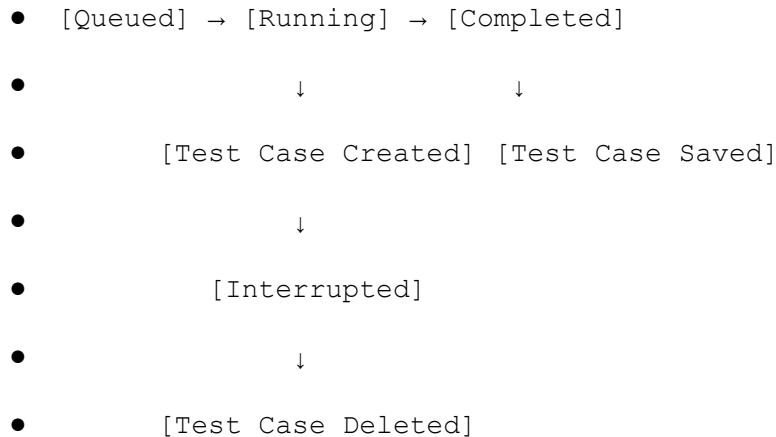 ● [Queued] → [Running] → [Completed]
● ↓ ↓
● [Test Case Created] [Test Case Saved]
● ↓
● [Interrupted]
● ↓
● [Test Case Deleted]